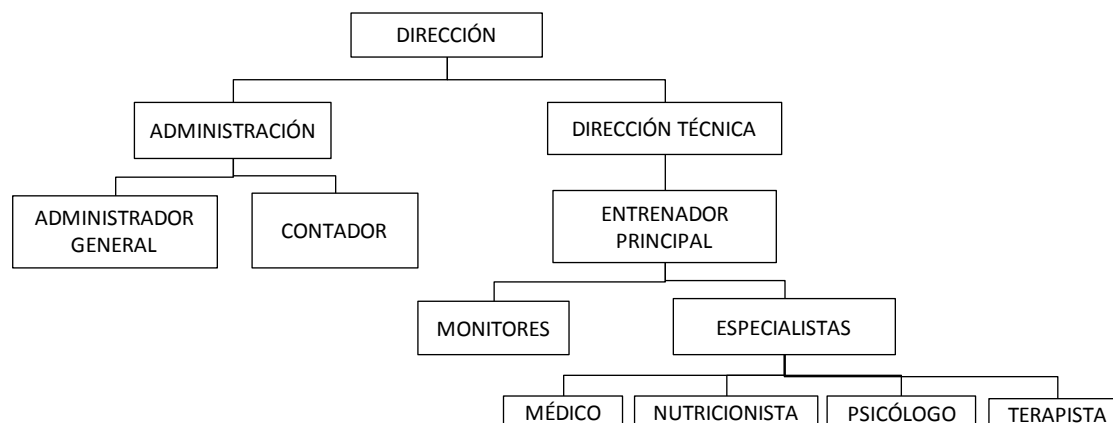 DIRECCIÓN
ADMINISTRACIÓN
DIRECCIÓN TÉCNICA
ADMINISTRADOR
GENERAL
CONTADOR
ENTRENADOR
PRINCIPAL
MONITORES
ESPECIALISTAS
MÉDICO
NUTRICIONISTA
PSICÓLOGO
TERAPISTA